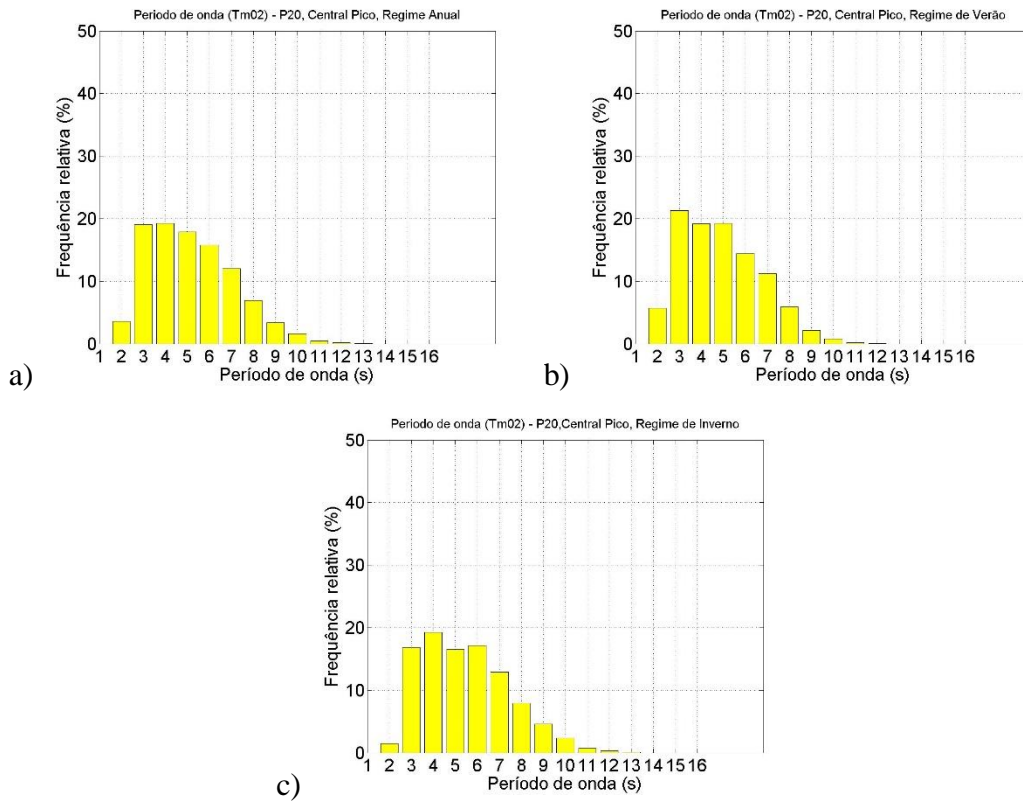 Periodo de onda (Tm02) - P20, Central Pico, Regime Anual
Frequência relativa (%)
50
40
30
20
10
0
1 2 3 4 5 6 7 8 9 10 11 12 13 14 15 16
Período de onda (s)
a)
Periodo de onda (Tm02) - P20, Central Pico, Regime de Verão
Frequência relativa (%)
50
40
30
20
10
0
1 2 3 4 5 6 7 8 9 10 11 12 13 14 15 16
Período de onda (s)
b)
Periodo de onda (Tm02) - P20,Central Pico, Regime de Inverno
Frequência relativa (%)
50
40
30
20
10
0
1 2 3 4 5 6 7 8 9 10 11 12 13 14 15 16
Período de onda (s)
c)